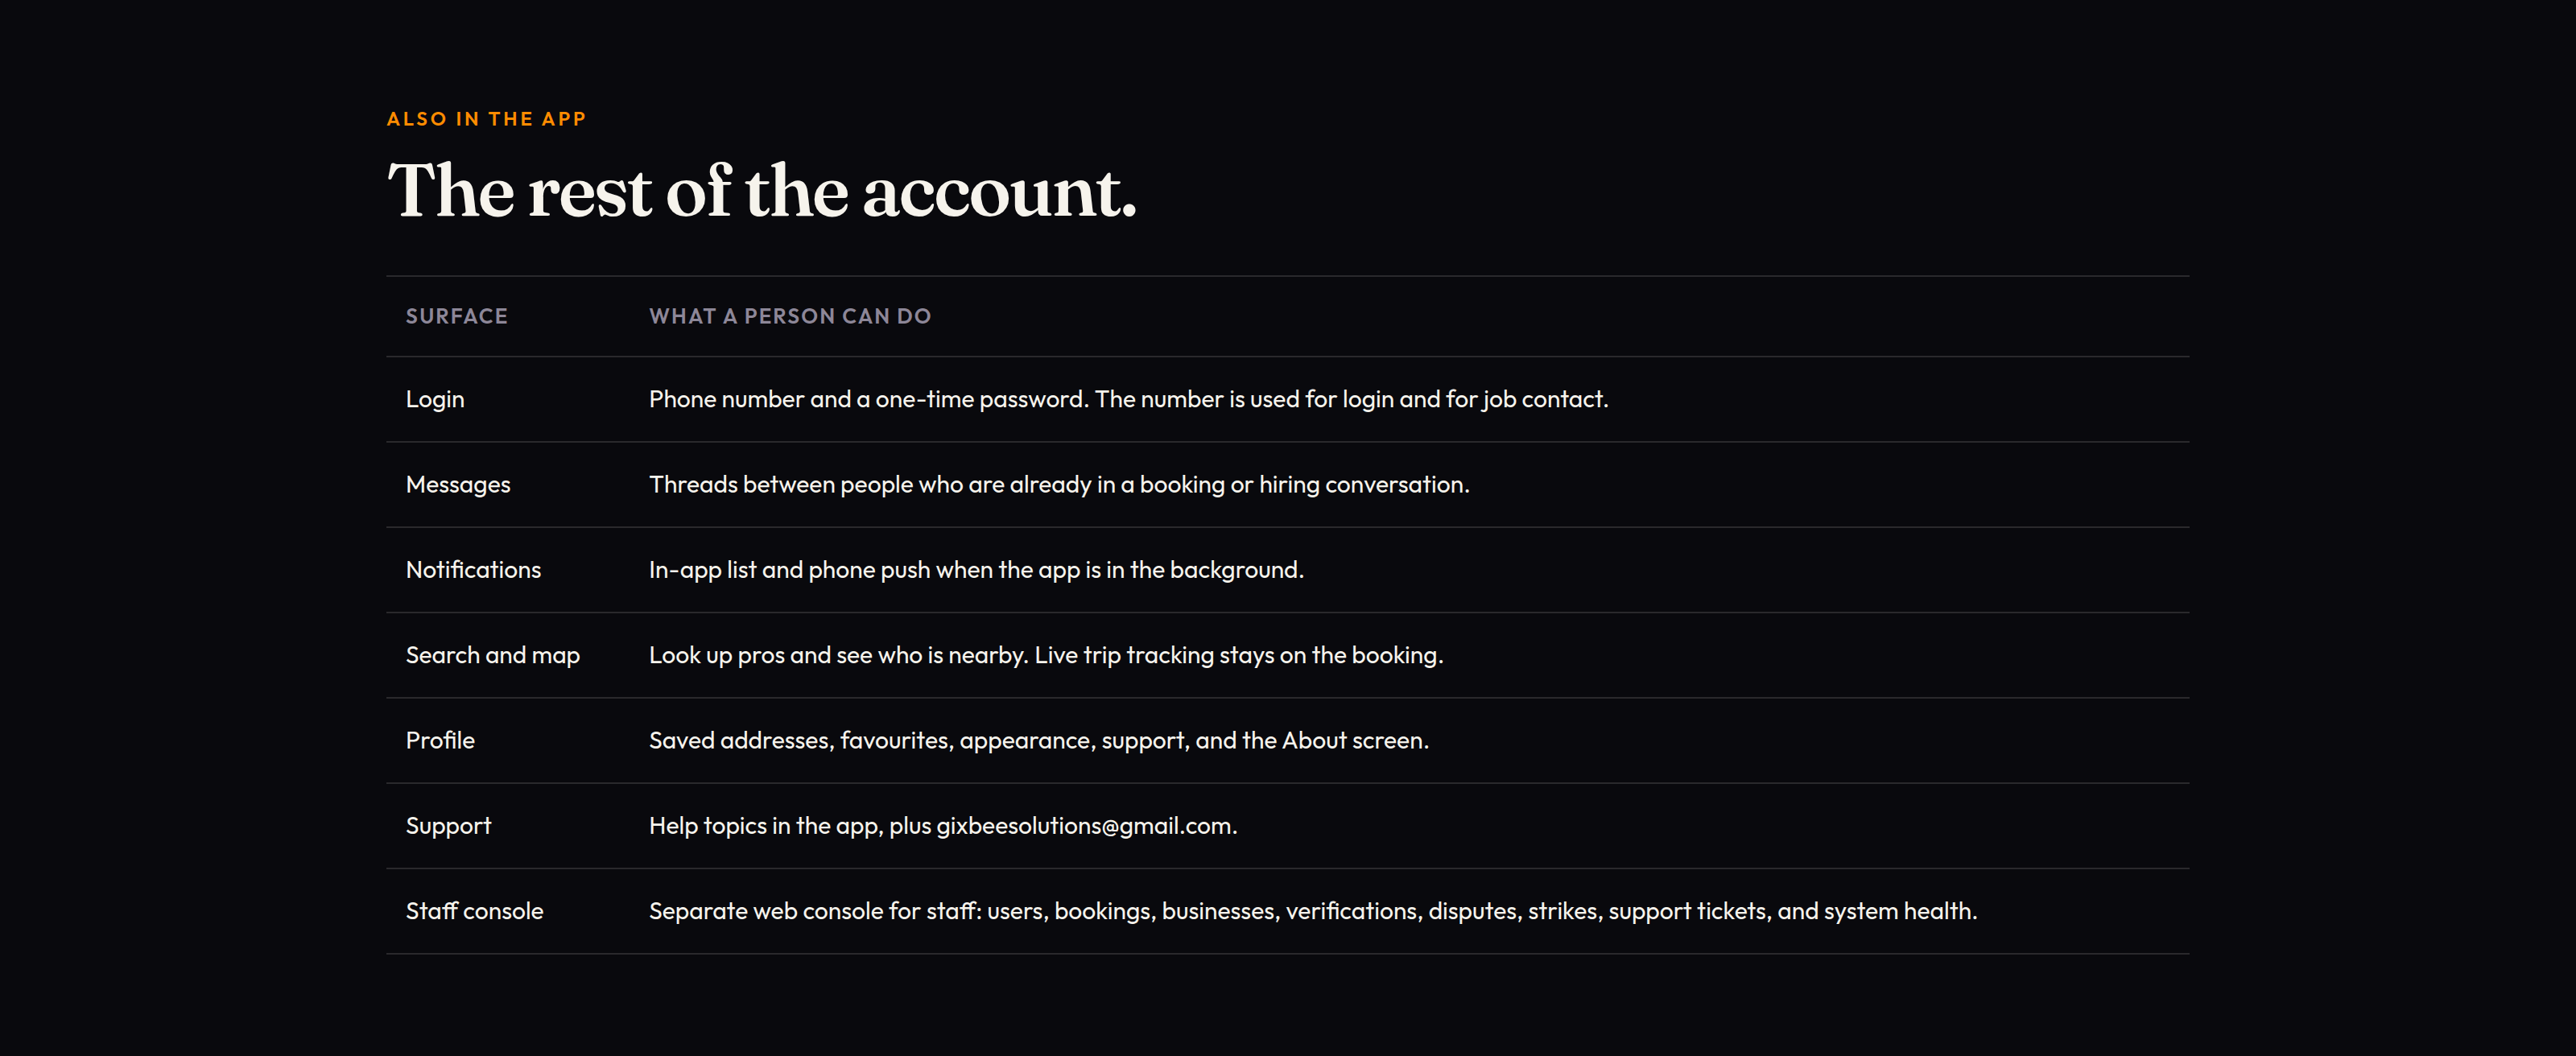 ALSO IN THE APP
The rest of the account.
SURFACE WHAT A PERSON CAN DO
Login Phone number and a one-time password. The number is used for login and for job contact.
Messages Threads between people who are already in a booking or hiring conversation.
Notifications In-app list and phone push when the app is in the background.
Search and map Look up pros and see who is nearby. Live trip tracking stays on the booking.
Profile Saved addresses, favourites, appearance, support, and the About screen.
Support Help topics in the app, plus gixbeesolutions@gmail.com.
Staff console Separate web console for staff: users, bookings, businesses, verifications, disputes, strikes, support tickets, and system health.